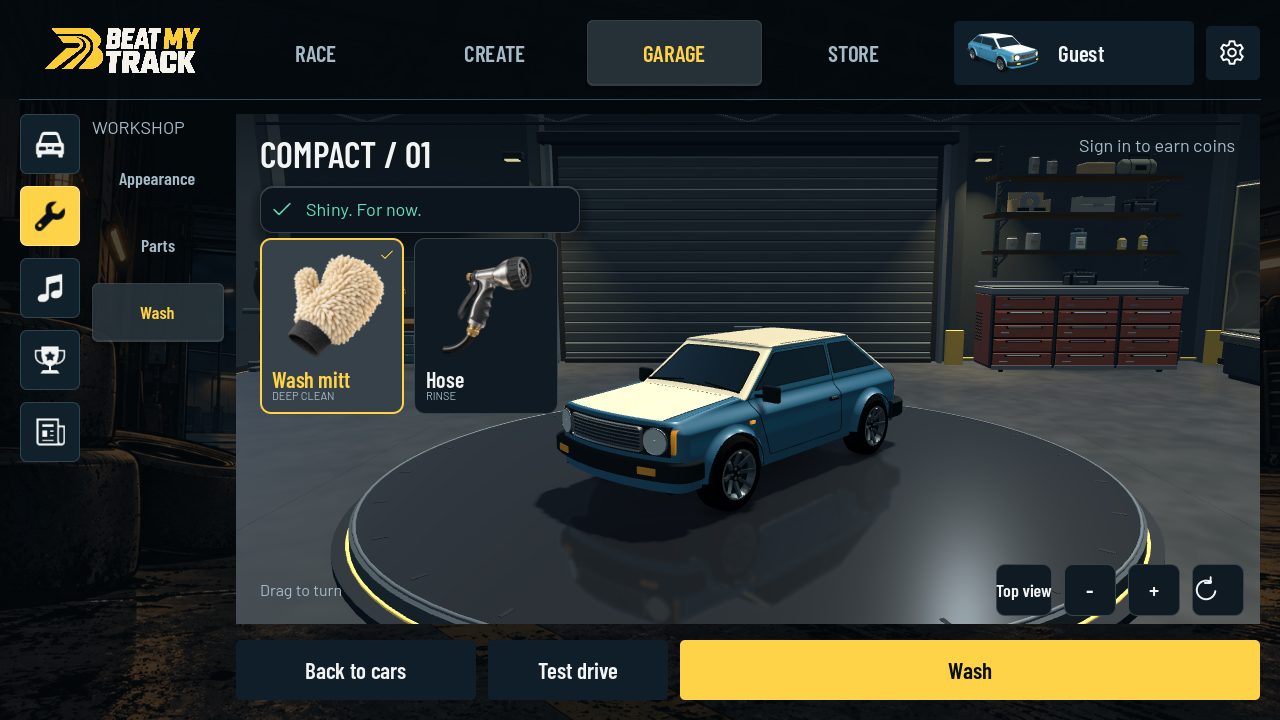 BEAT MY
TRACK
RACE
CREATE
GARAGE
STORE
Guest
WORKSHOP
Appearance
Parts
Wash
COMPACT / 01
Sign in to earn coins
Shiny. For now.
Wash mitt
DEEP CLEAN
Hose
RINSE
Drag to turn
Top view
-
+
Back to cars
Test drive
Wash